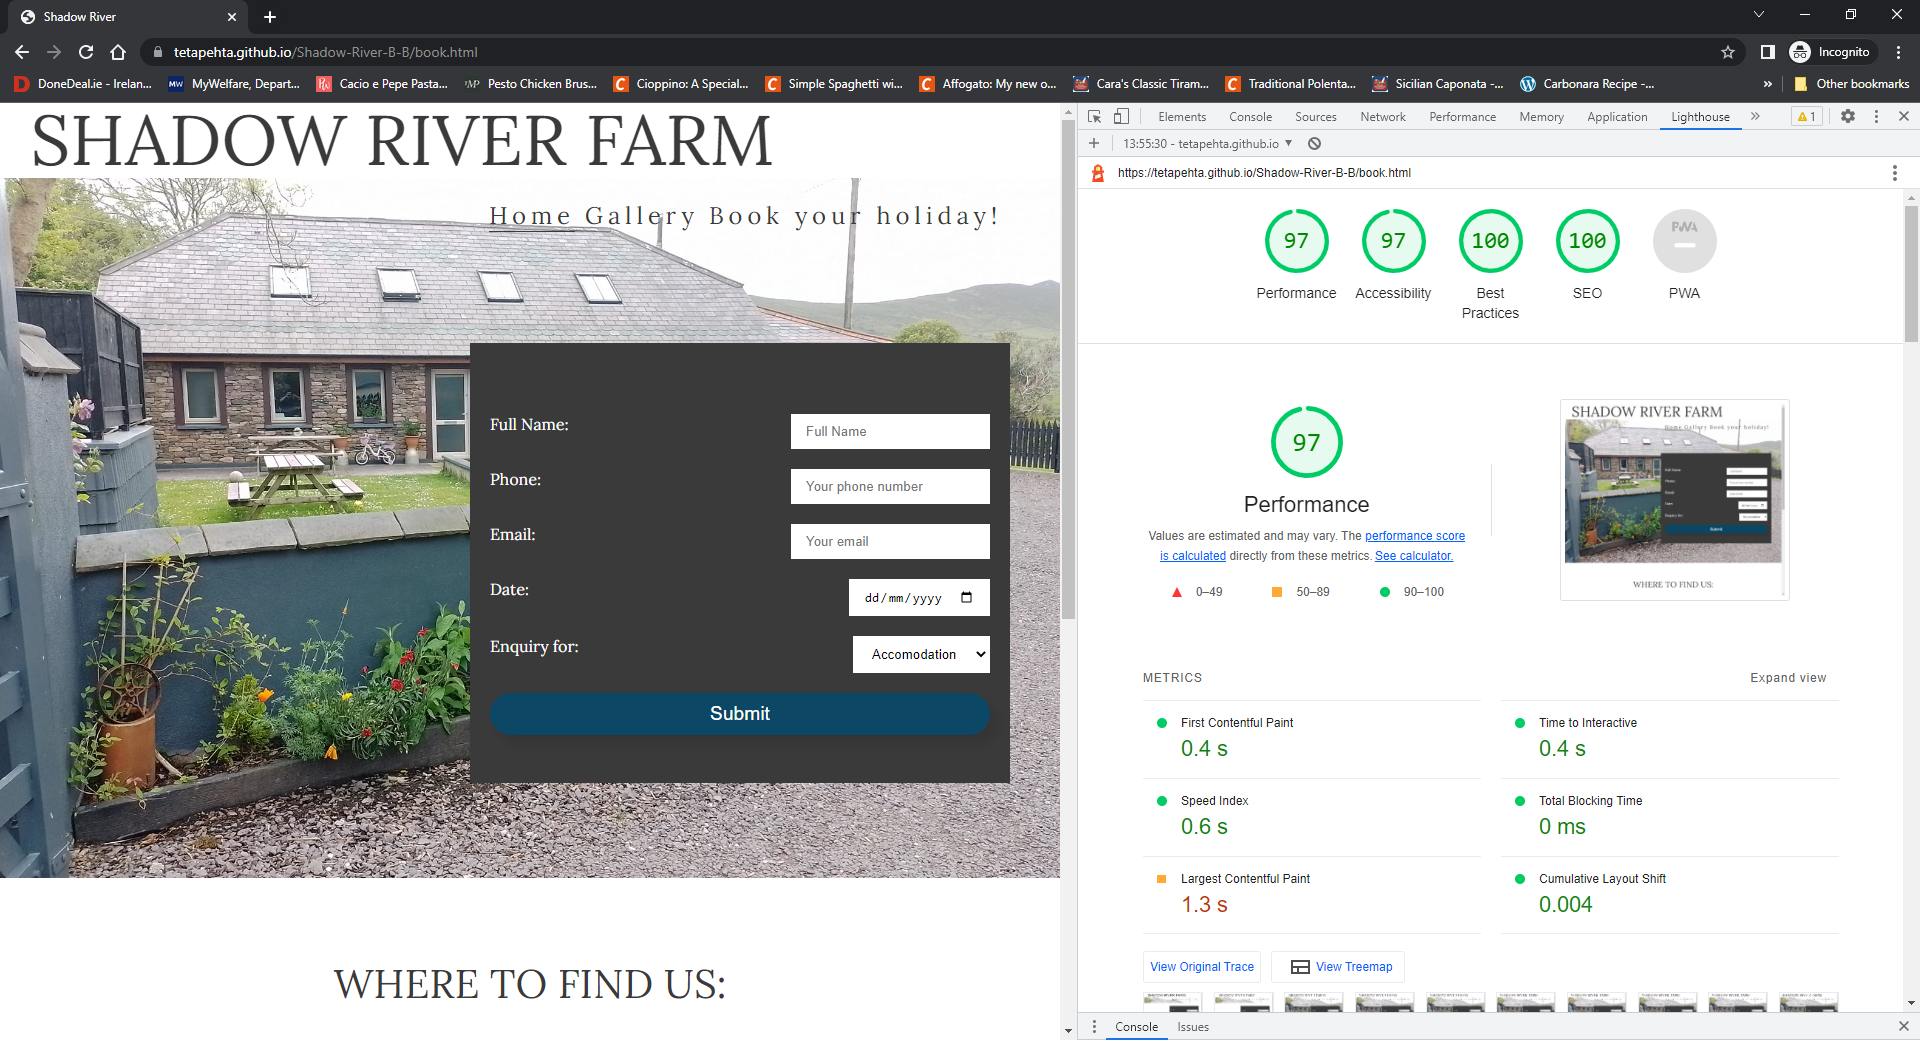 Shadow River
Incognito
tetapehta.github.io/Shadow-River-B-B/book.html
DoneDeal.ie - Irelan...
MW MyWelfare, Depart...
Cacio e Pepe Pasta...
Pesto Chicken Brus...
C Cioppino: A Special...
C Simple Spaghetti wi...
C Affogato: My new o...
Cara's Classic Tiram...
C Traditional Polenta...
Sicilian Caponata -...
Carbonara Recipe -...
» Other bookmarks
SHADOW RIVER FARM
Home Gallery Book your holiday!
Full Name: Full Name
Phone: Your phone number
Email: Your email
Date: dd/mm/yyyy
Enquiry for: Accomodation
Submit
WHERE TO FIND US:
Elements Console Sources Network Performance Memory Application Lighthouse » 1
13:55:30 - tetapehta.github.io
https://tetapehta.github.io/Shadow-River-B-B/book.html
97 97 100 100 PWA
Performance Accessibility Best Practices SEO PWA
97
Performance
Values are estimated and may vary. The performance score
is calculated directly from these metrics. See calculator.
0–49 50–89 90–100
SHADOW RIVER FARM
Home Gallery Book your holiday!
WHERE TO FIND US:
METRICS Expand view
First Contentful Paint
0.4 s
Time to Interactive
0.4 s
Speed Index
0.6 s
Total Blocking Time
0 ms
Largest Contentful Paint
1.3 s
Cumulative Layout Shift
0.004
View Original Trace View Treemap
Console Issues